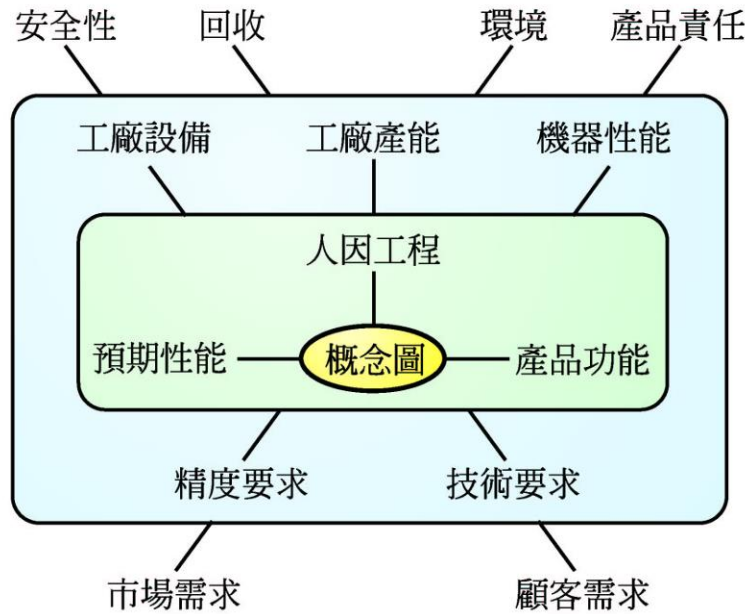 安全性 回收 環境 產品責任
工廠設備 工廠產能 機器性能
人因工程
預期性能 概念圖 產品功能
精度要求 技術要求
市場需求 顧客需求